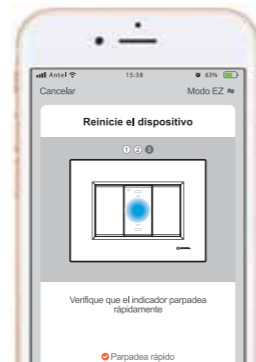 Antel 15:38 63%
Cancelar Modo EZ
Reinicie el dispositivo
1 2 3
Verifique que el indicador parpadea
rápidamente
Parpadea rápido